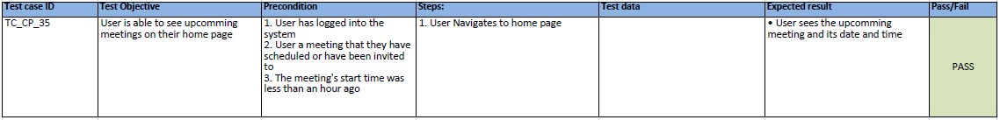 Test case ID Test Objective Precondition Steps: Test data Expected result Pass/Fail
TC_CP_35
User is able to see upcomming
meetings on their home page
1. User has logged into the
system
2. User a meeting that they have
scheduled or have been invited
to
3. The meeting's start time was
less than an hour ago
1. User Navigates to home page
• User sees the upcomming
meeting and its date and time
PASS